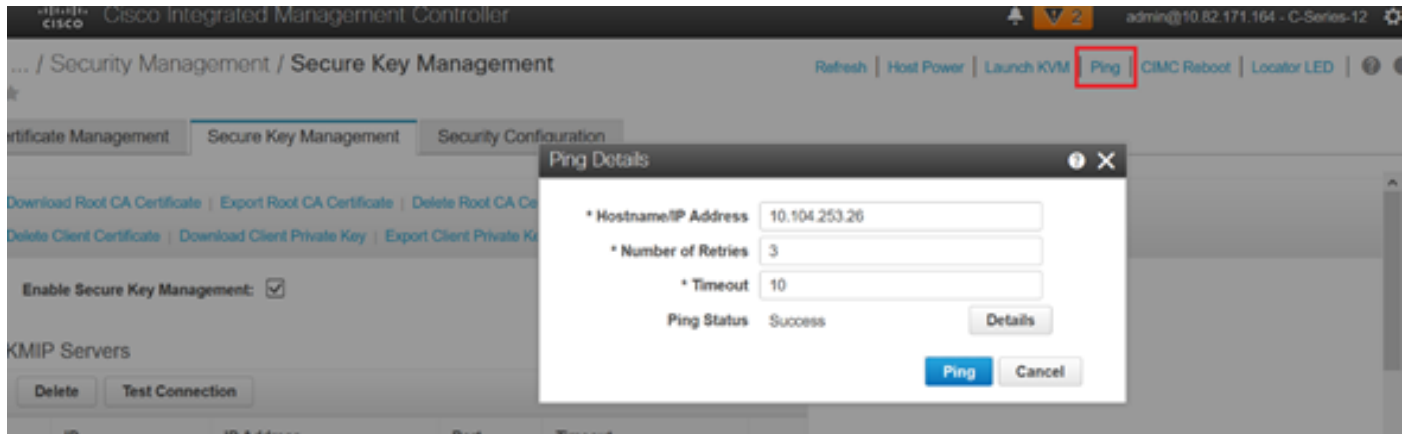 CISCO Cisco Integrated Management Controller 2 admin@10.82.171.164 - C-Series-12
... / Security Management / Secure Key Management
Refresh | Host Power | Launch KVM | Ping | CIMC Reboot | Locator LED |
ertificate Management Secure Key Management Security Configuration
Ping Details
Download Root CA Certificate | Export Root CA Certificate | Delete Root CA Ce
Delete Client Certificate | Download Client Private Key | Export Client Private Ke
* Hostname/IP Address 10.104.253.26
* Number of Retries 3
* Timeout 10
Enable Secure Key Management:
Ping Status Success Details
KMIP Servers
Ping Cancel
Delete Test Connection